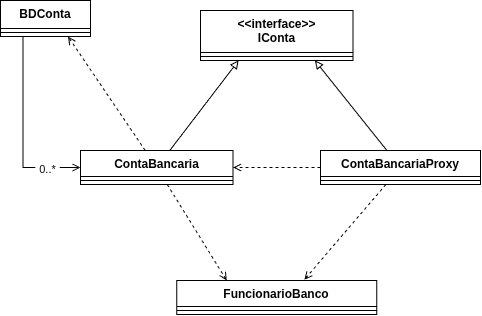 BDConta
<<interface>>
IConta
0..*
ContaBancaria
ContaBancariaProxy
FuncionarioBanco